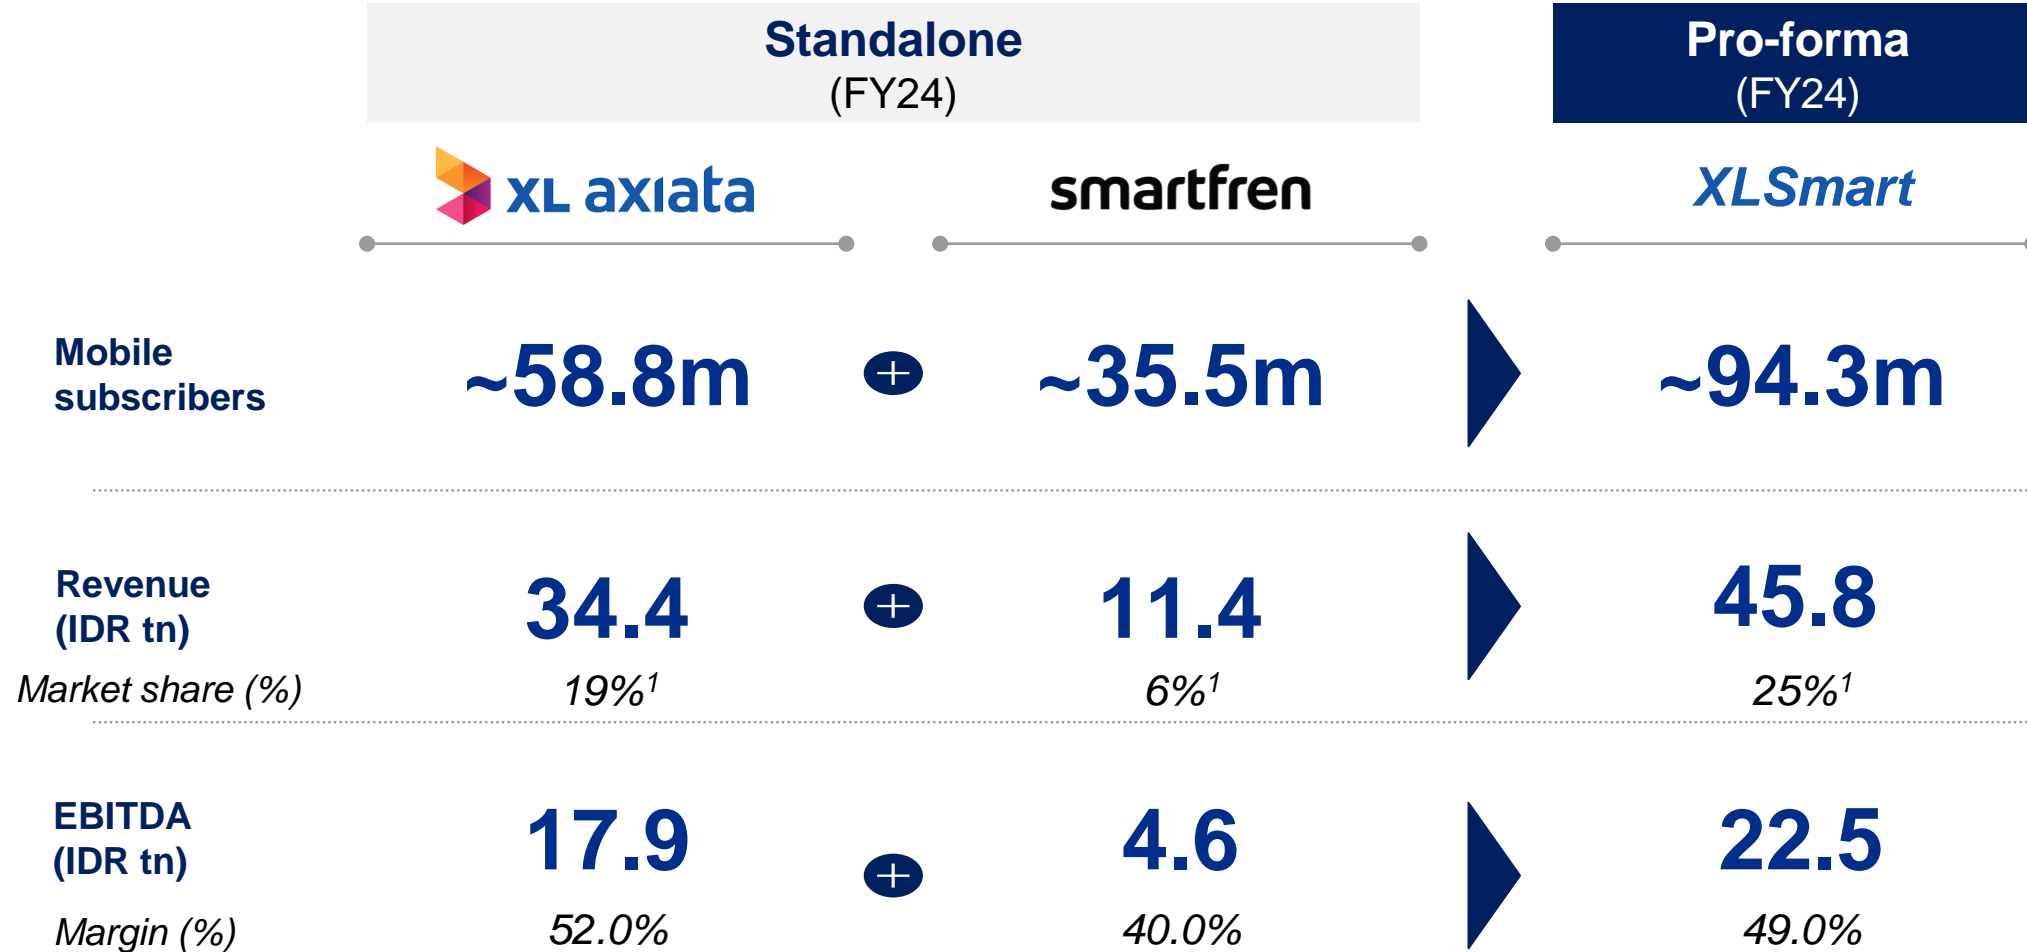 Standalone
(FY24)
Pro-forma
(FY24)
XL axiata
smartfren
XLSmart
Mobile
subscribers
~58.8m
+
~35.5m
~94.3m
Revenue
(IDR tn)
34.4
+
11.4
45.8
Market share (%)
19%¹
6%¹
25%¹
EBITDA
(IDR tn)
17.9
+
4.6
22.5
Margin (%)
52.0%
40.0%
49.0%